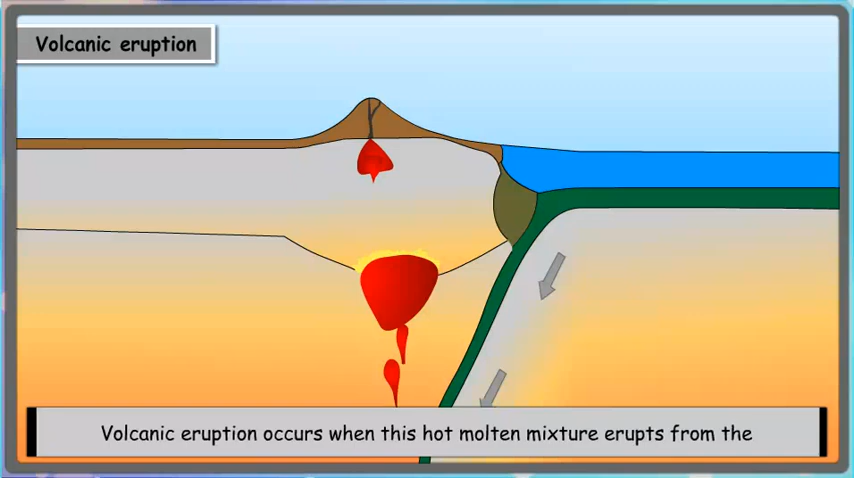 Volcanic eruption
Volcanic eruption occurs when this hot molten mixture erupts from the